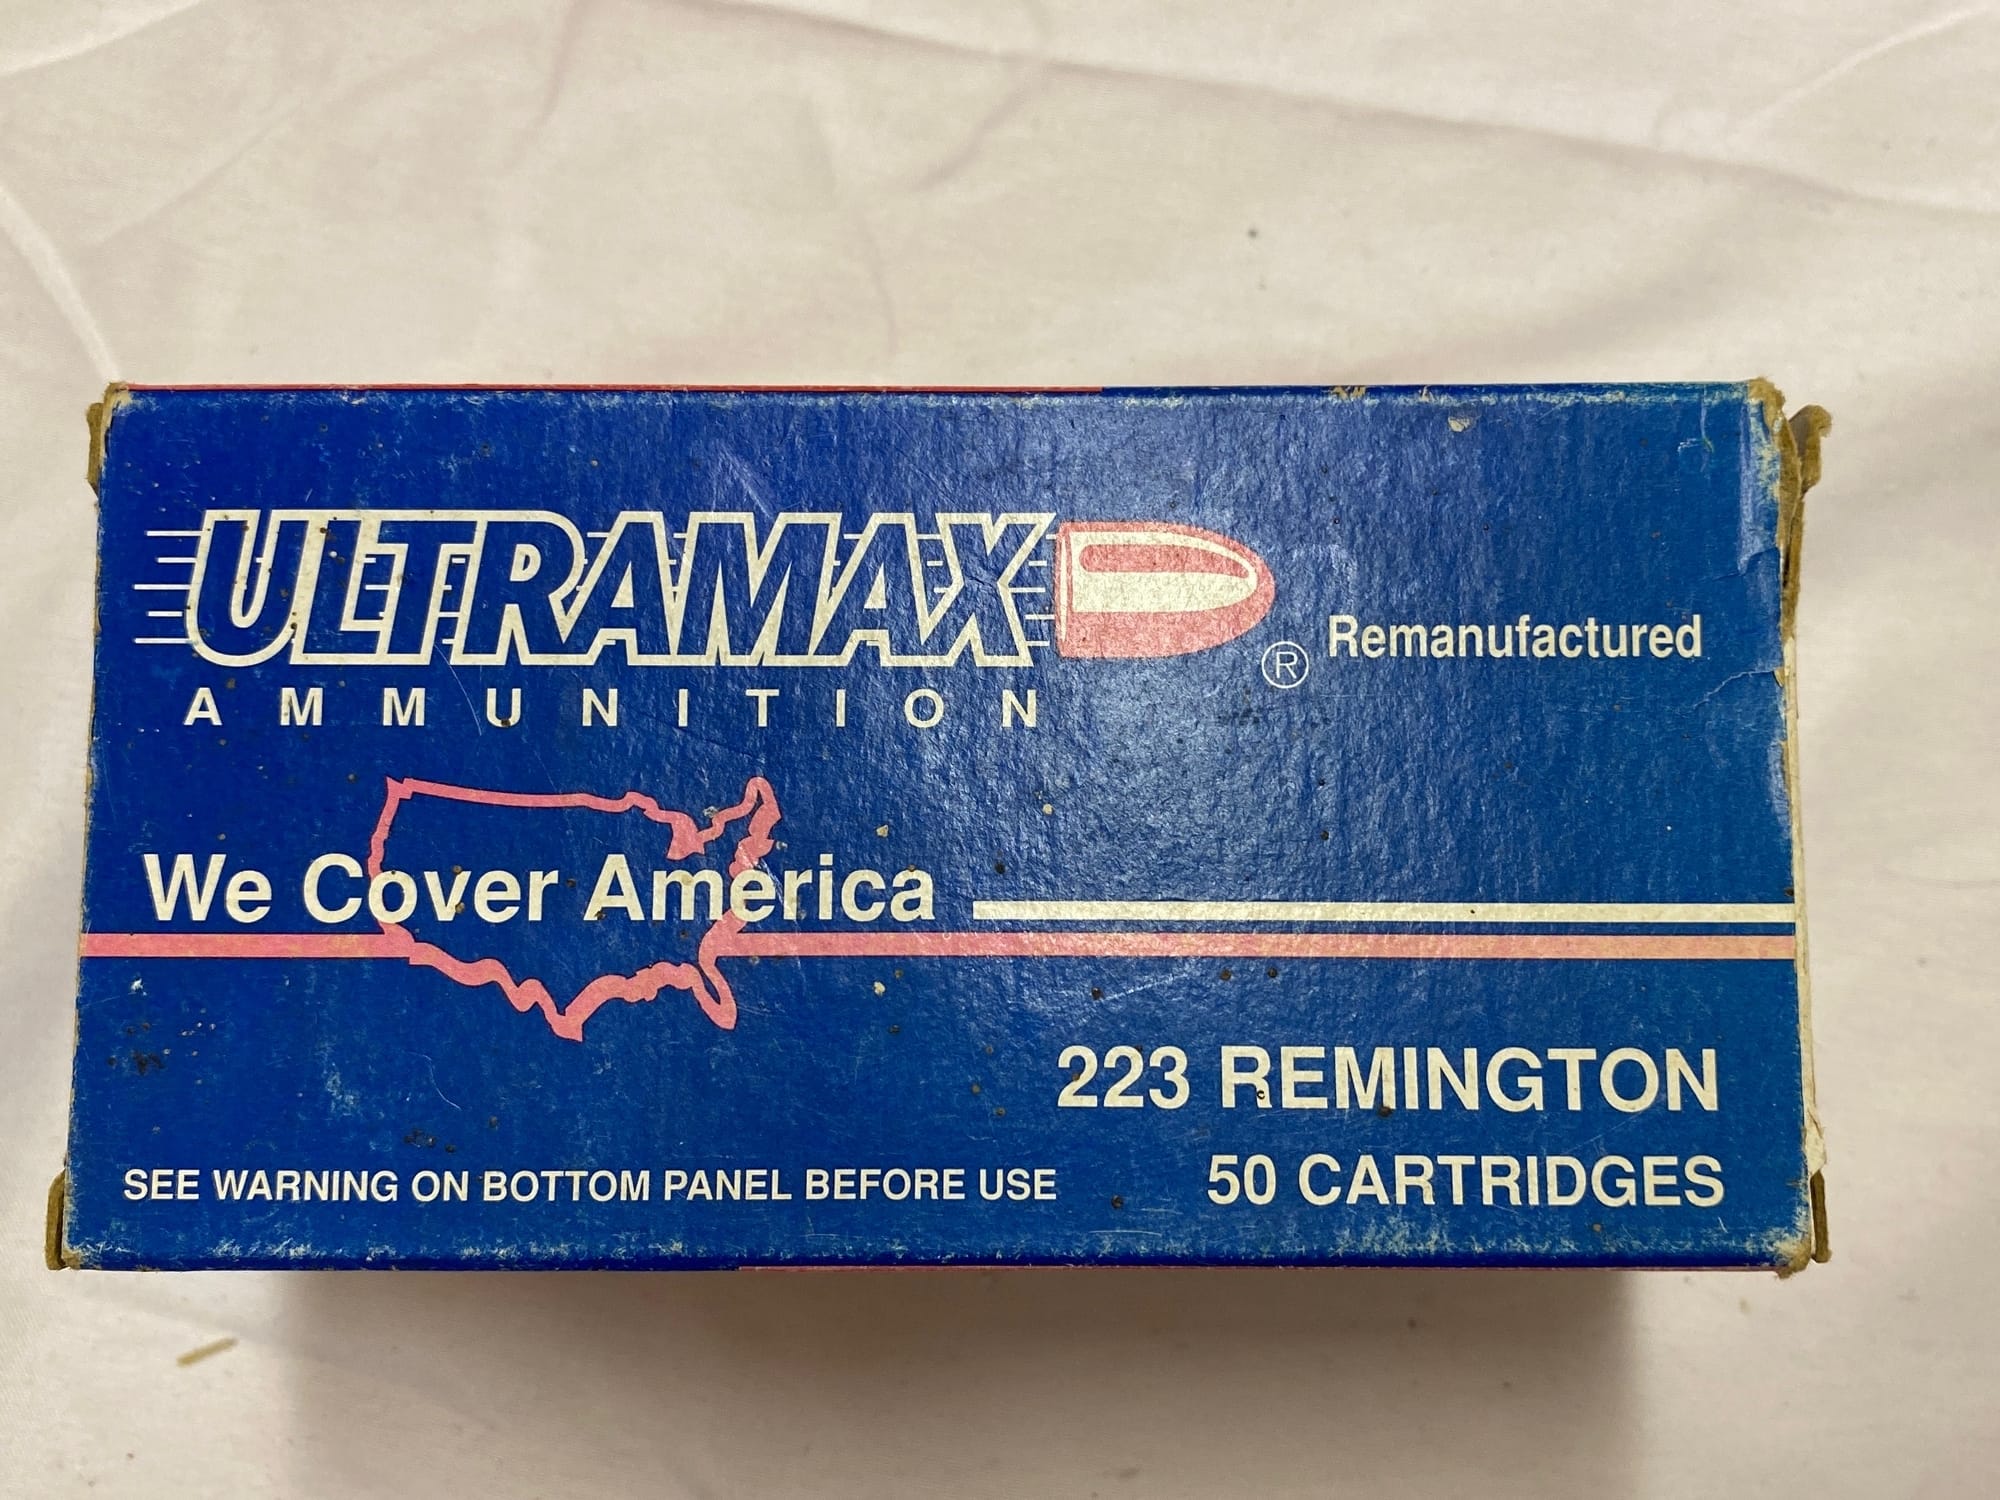 ULTRAMAX ® Remanufactured
AMMUNITION
We Cover America
223 REMINGTON
SEE WARNING ON BOTTOM PANEL BEFORE USE 50 CARTRIDGES